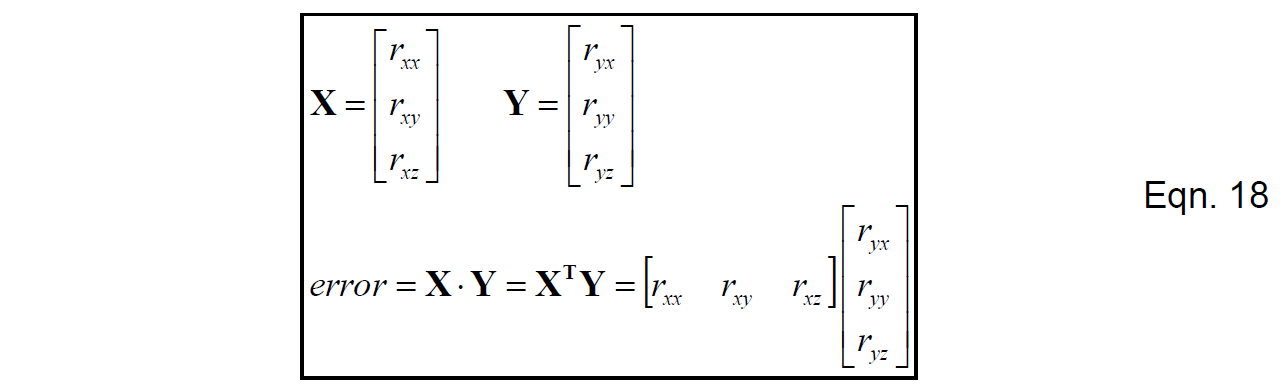 X = [ r_xx r_xy r_xz ] Y = [ r_yx r_yy r_yz ]
Eqn. 18
error = X · Y = X^T Y = [ r_xx r_xy r_xz ] [ r_yx r_yy r_yz ]